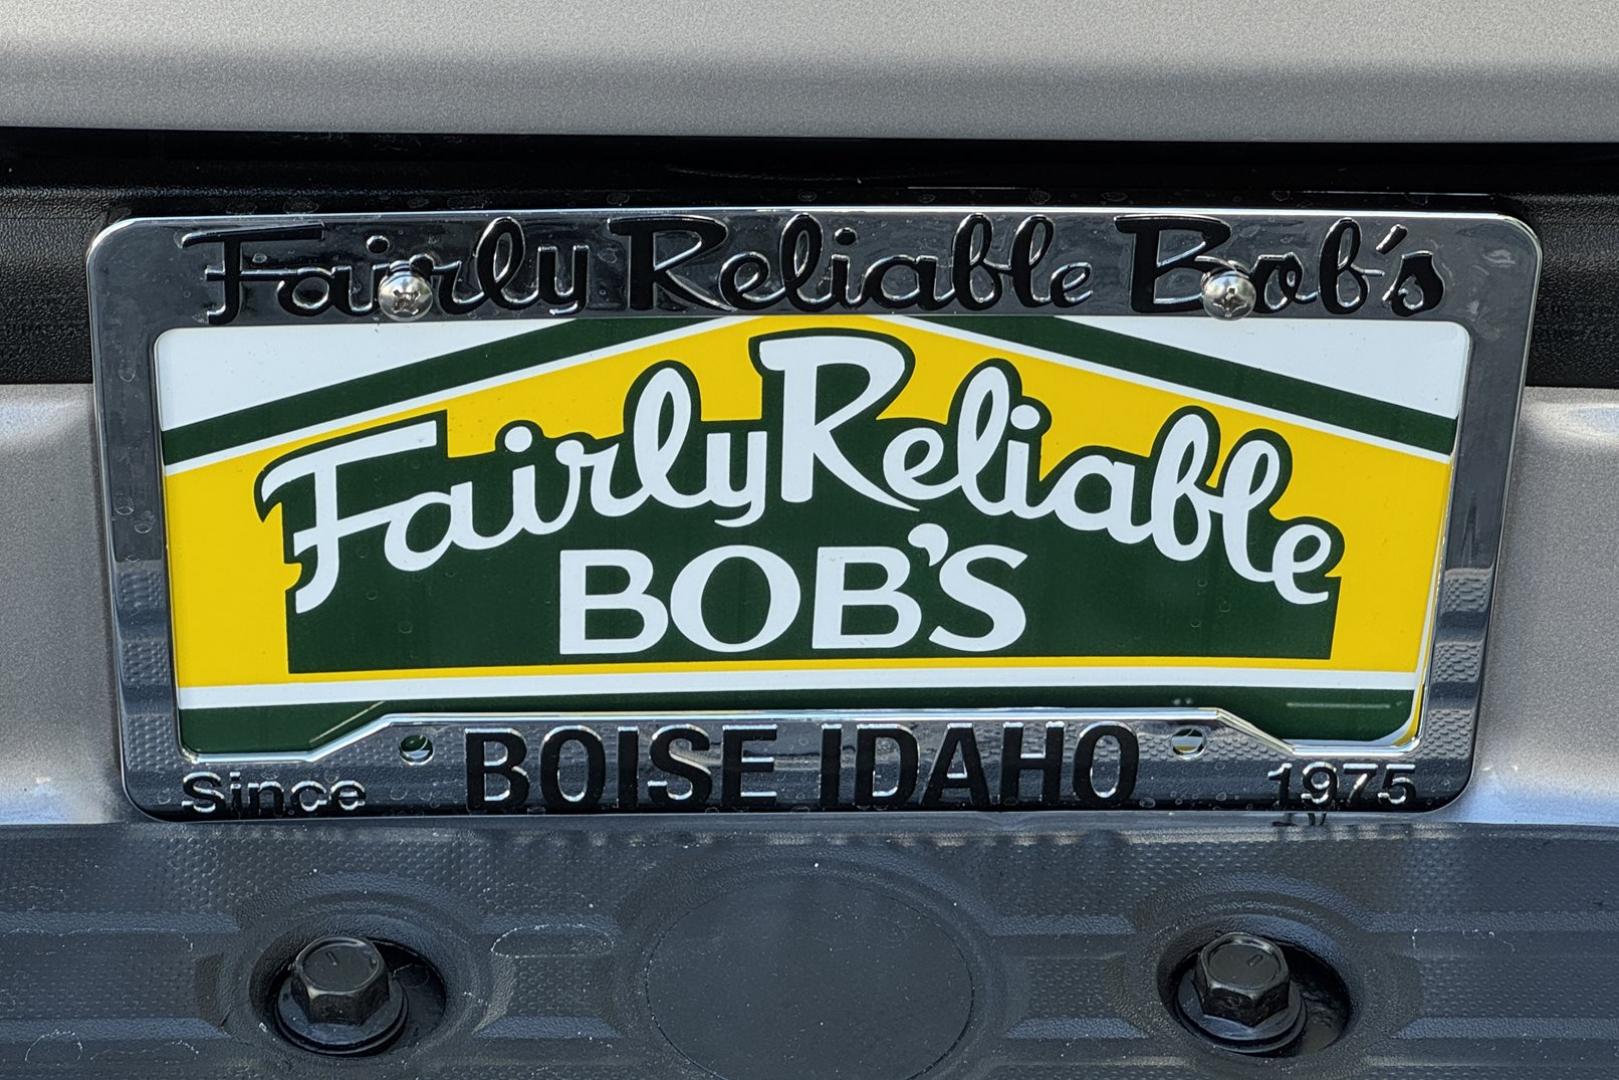 Fairly Reliable Bob's
Fairly Reliable
BOB'S
BOISE IDAHO
Since 1975